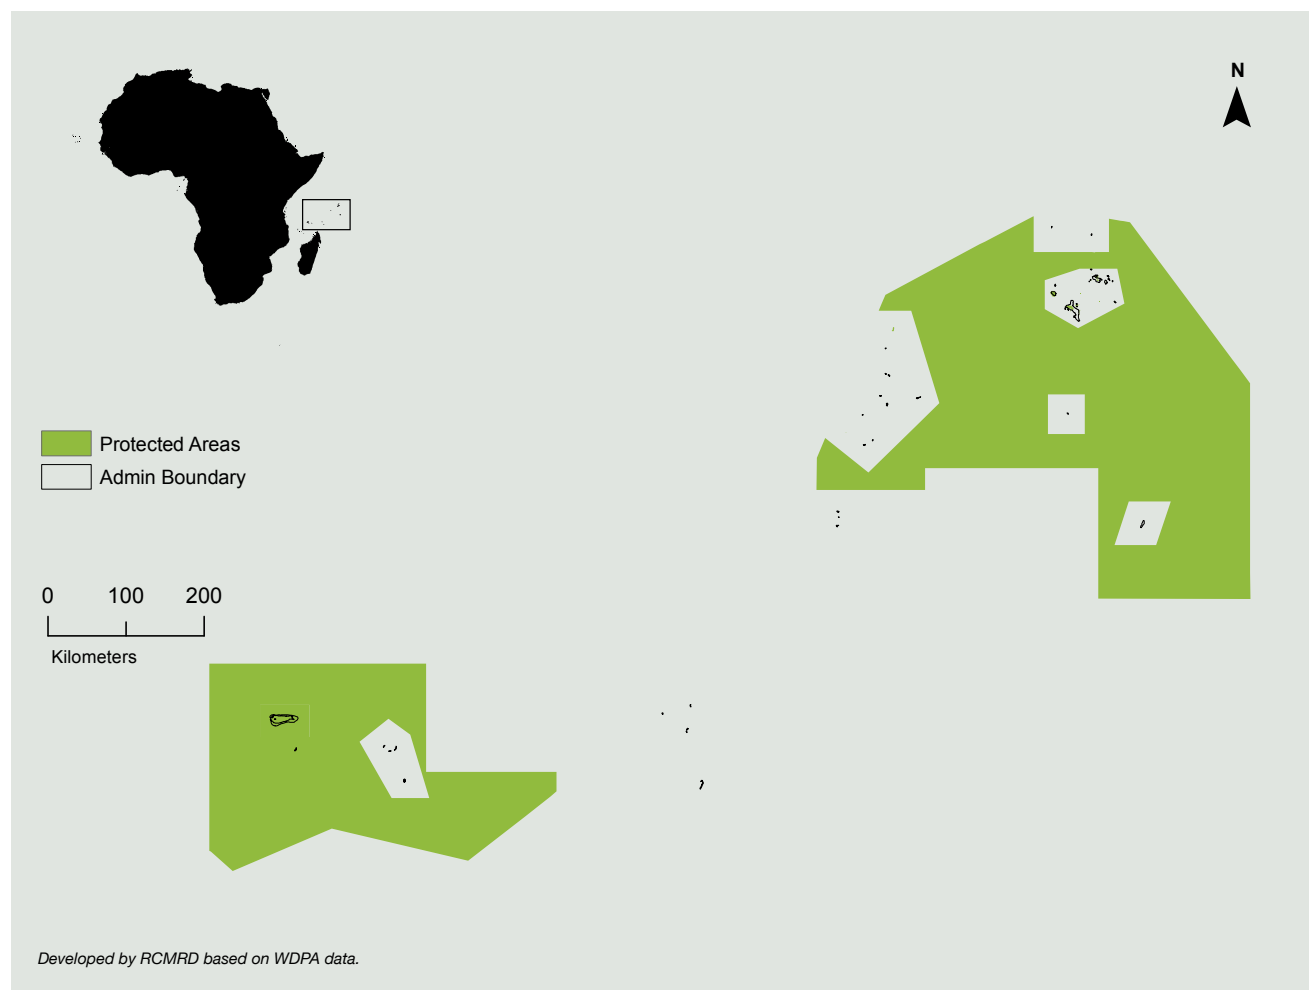 N
Protected Areas
Admin Boundary
0 100 200
Kilometers
Developed by RCMRD based on WDPA data.